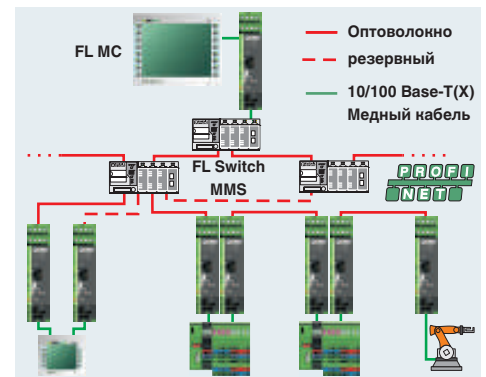 FL MC
Оптоволокно
резервный
10/100 Base-T(X)
Медный кабель
FL Switch
MMS
PROFI
NET